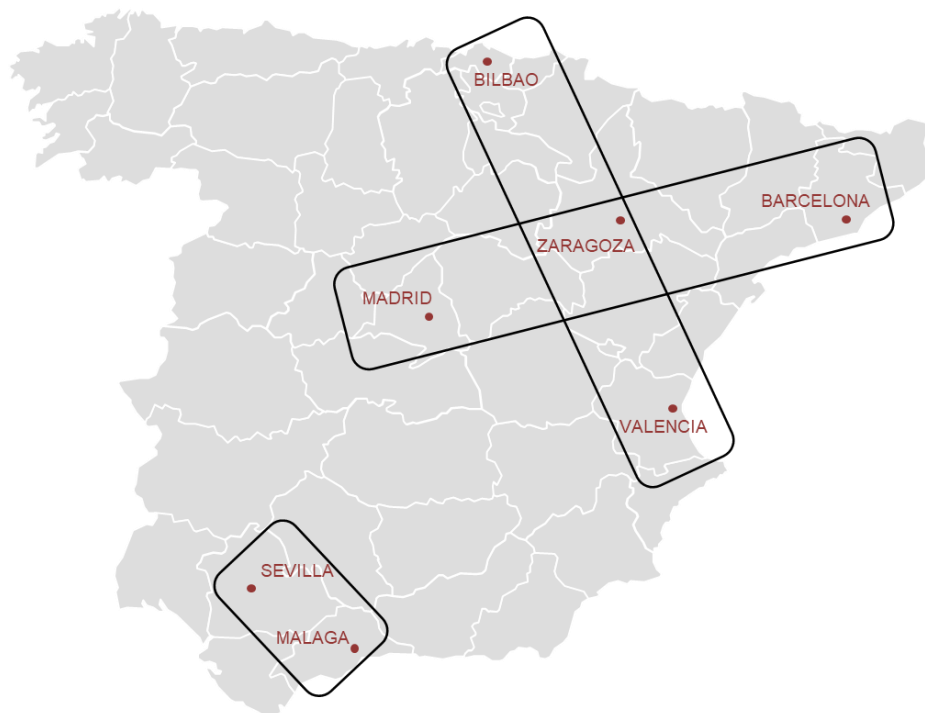 BILBAO
BARCELONA
ZARAGOZA
MADRID
VALENCIA
SEVILLA
MALAGA